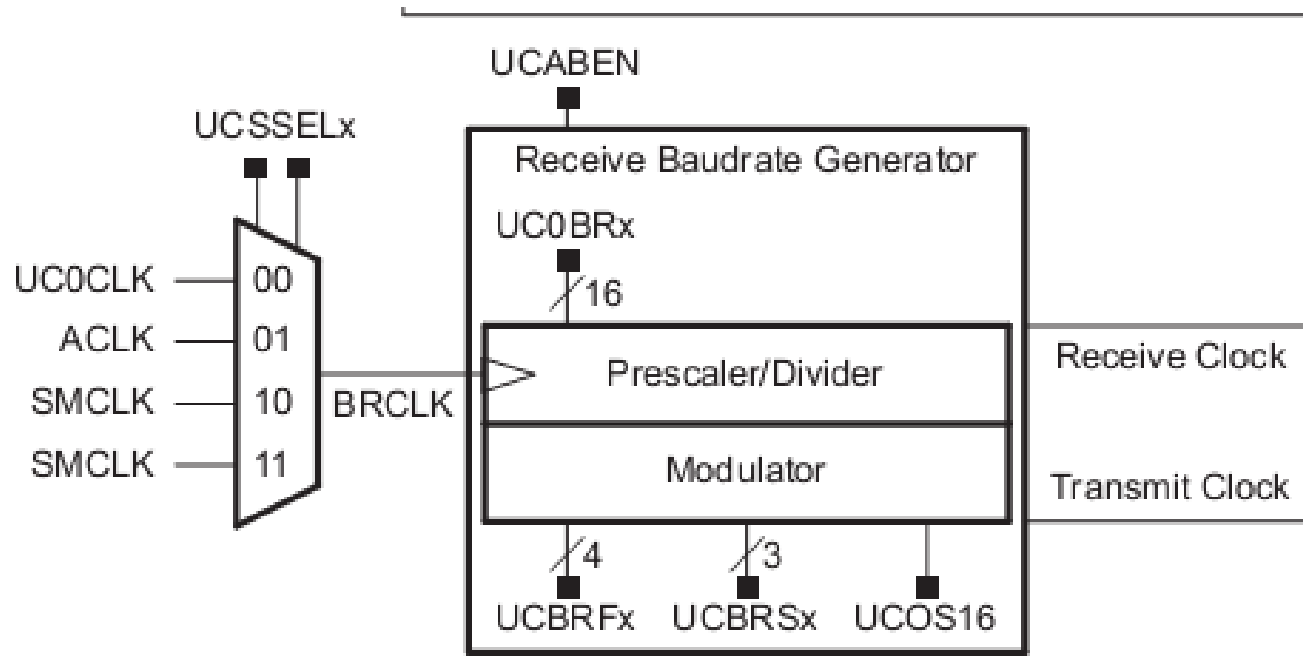 UCABEN
UCSSELx
Receive Baudrate Generator
UC0BRx
16
UC0CLK 00
ACLK 01
SMCLK 10
SMCLK 11
BRCLK
Prescaler/Divider
Modulator
Receive Clock
Transmit Clock
4 3
UCBRFx UCBRSx UCOS16